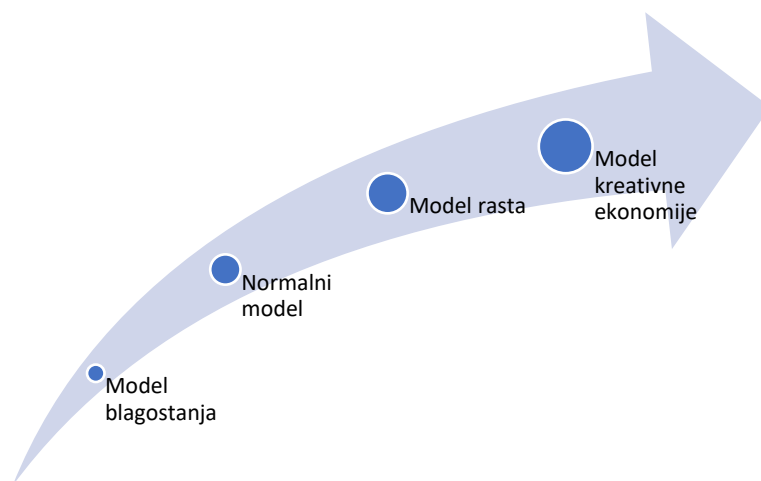 Model
kreativne
ekonomije
Model rasta
Normalni
model
Model
blagostanja